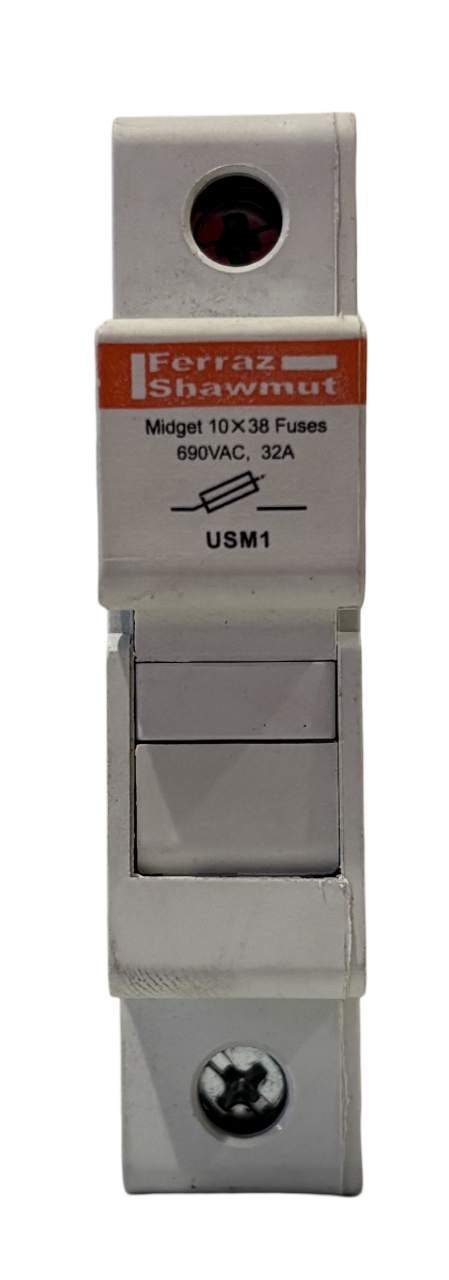 Ferraz
Shawmut
Midget 10×38 Fuses
690VAC, 32A
USM1